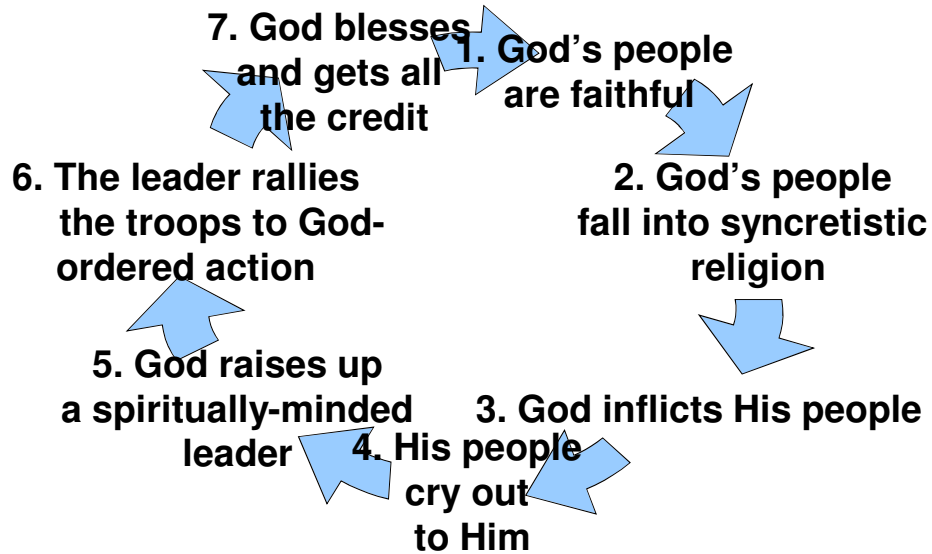 1. God’s people
are faithful
2. God’s people
fall into syncretistic
religion
3. God inflicts His people
4. His people
cry out
to Him
5. God raises up
a spiritually-minded
leader
6. The leader rallies
the troops to God-
ordered action
7. God blesses
and gets all
the credit